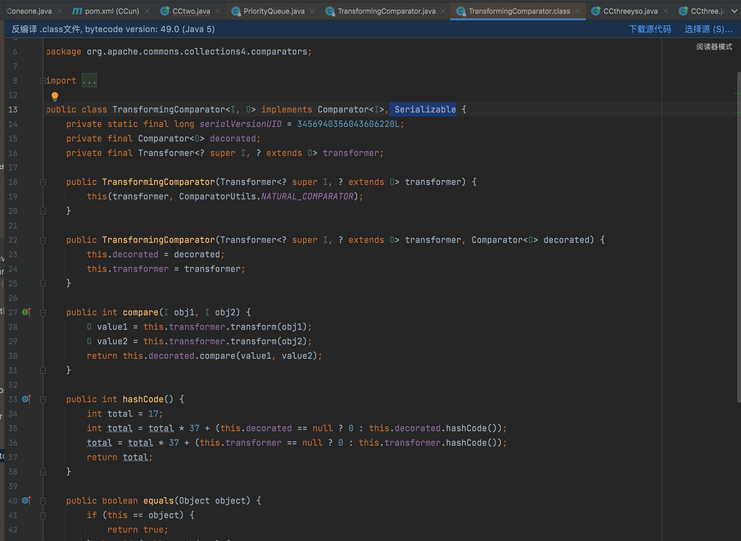 Coneone.java
pom.xml (CCun)
CCtwo.java
PriorityQueue.java
TransformingComparator.java
TransformingComparator.class
CCthreeyso.java
CCthree.j
反编译 .class文件, bytecode version: 49.0 (Java 5)
下载源代码
选择源 (S)...
阅读器模式
6 package org.apache.commons.collections4.comparators;
7
8 import ...
12
13 public class TransformingComparator<I, O> implements Comparator<I>, Serializable {
14 private static final long serialVersionUID = 3456940356043606220L;
15 private final Comparator<O> decorated;
16 private final Transformer<? super I, ? extends O> transformer;
17
18 public TransformingComparator(Transformer<? super I, ? extends O> transformer) {
19 this(transformer, ComparatorUtils.NATURAL_COMPARATOR);
20 }
21
22 public TransformingComparator(Transformer<? super I, ? extends O> transformer, Comparator<O> decorated) {
23 this.decorated = decorated;
24 this.transformer = transformer;
25 }
26
27 public int compare(I obj1, I obj2) {
28 O value1 = this.transformer.transform(obj1);
29 O value2 = this.transformer.transform(obj2);
30 return this.decorated.compare(value1, value2);
31 }
32
33 public int hashCode() {
34 int total = 17;
35 int total = total * 37 + (this.decorated == null ? 0 : this.decorated.hashCode());
36 total = total * 37 + (this.transformer == null ? 0 : this.transformer.hashCode());
37 return total;
38 }
39
40 public boolean equals(Object object) {
41 if (this == object) {
42 return true;